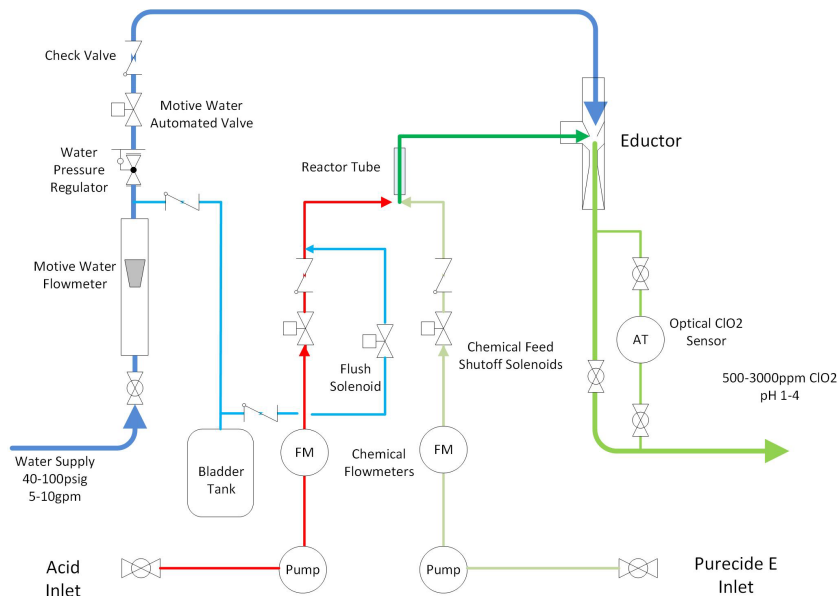 Check Valve
Motive Water
Automated Valve
Water
Pressure
Regulator
Motive Water
Flowmeter
Water Supply
40-100psig
5-10gpm
Bladder
Tank
Flush
Solenoid
Reactor Tube
Eductor
Chemical Feed
Shutoff Solenoids
AT
Optical ClO2
Sensor
500-3000ppm ClO2
pH 1-4
FM
Chemical
Flowmeters
FM
Acid
Inlet
Pump
Pump
Purecide E
Inlet